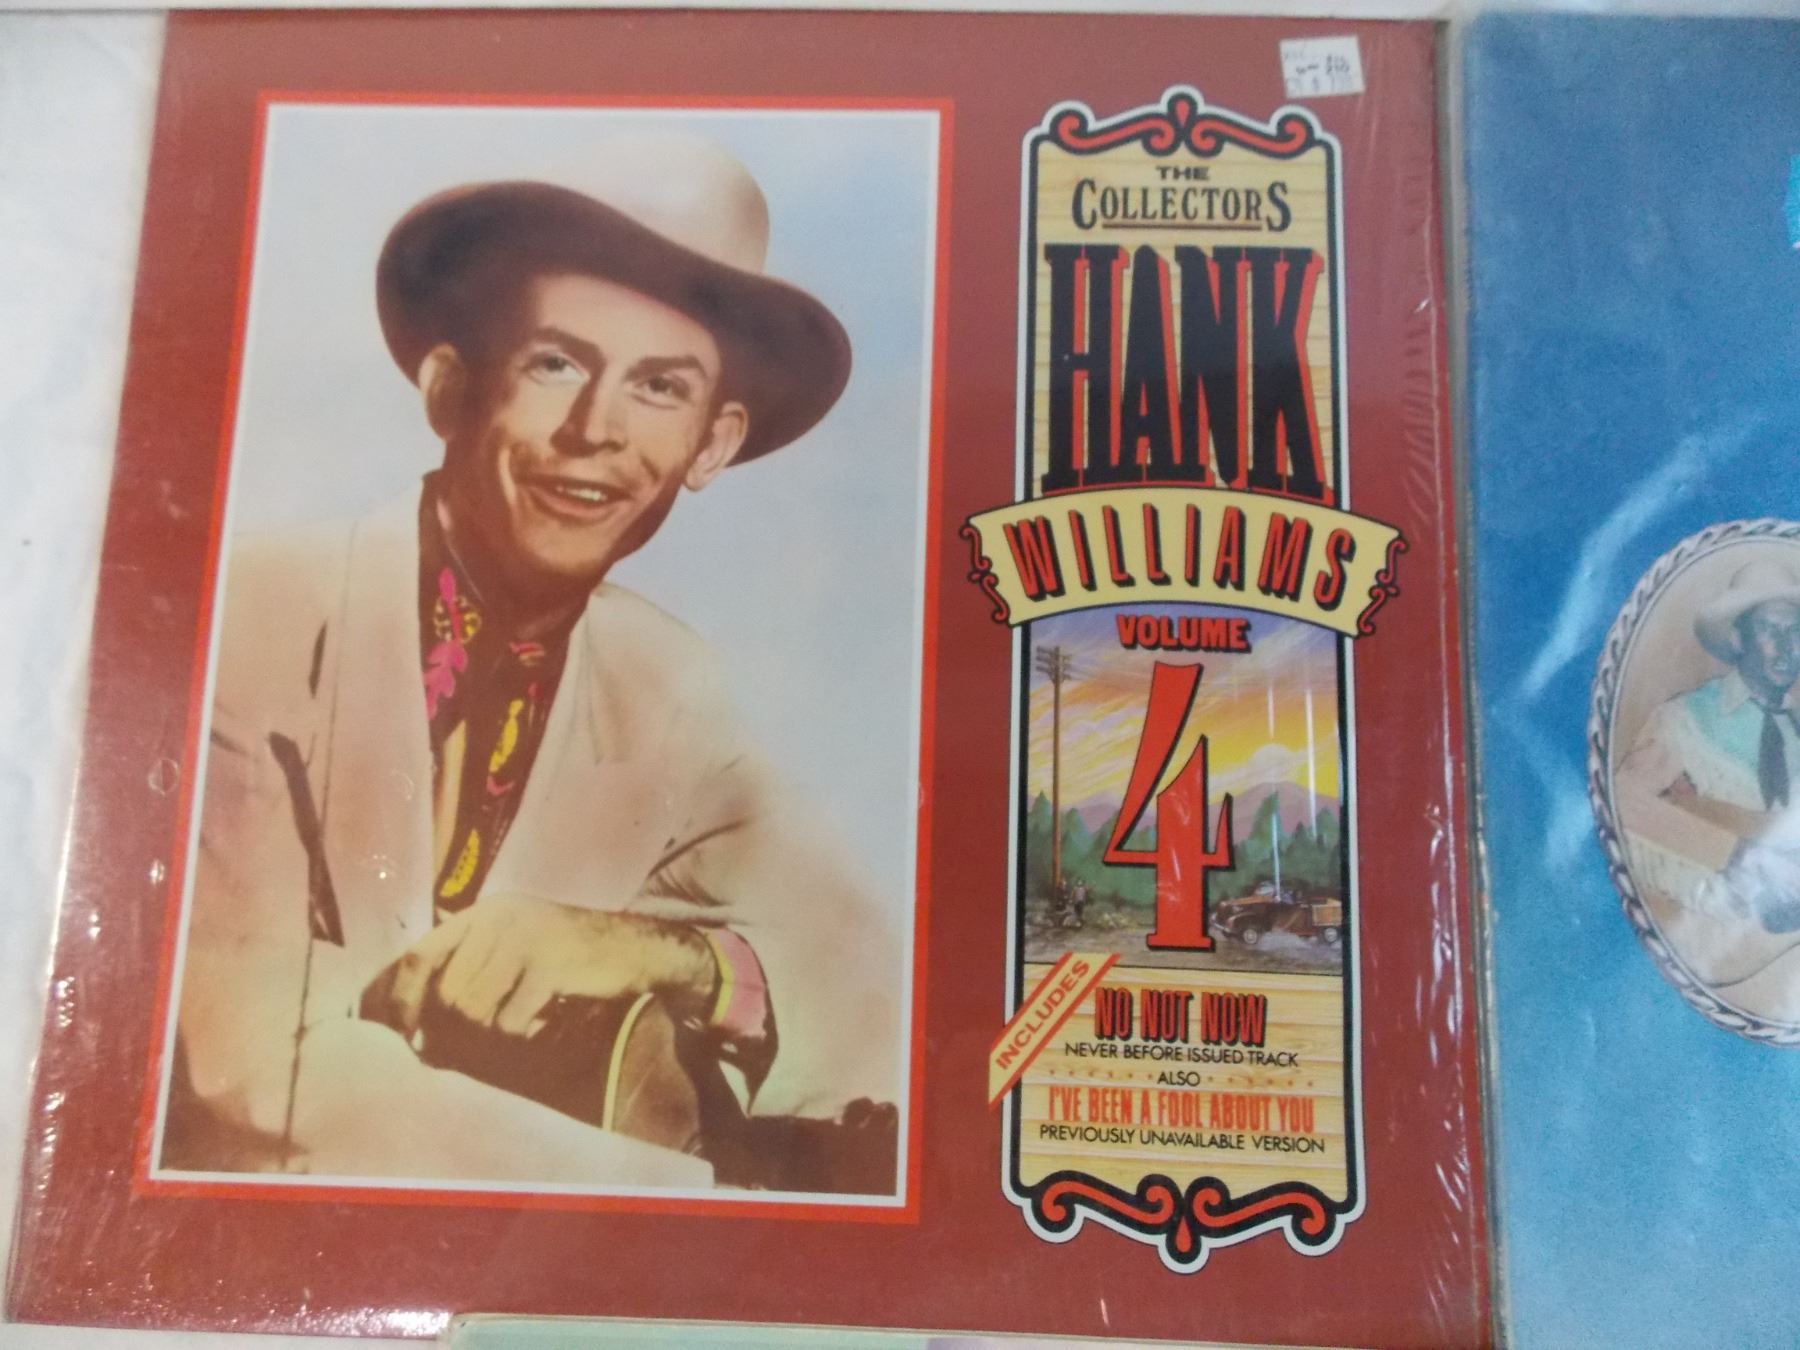 THE
COLLECTORS
HANK
WILLIAMS
VOLUME
4
INCLUDES
NO NOT NOW
NEVER BEFORE ISSUED TRACK
ALSO
I'VE BEEN A FOOL ABOUT YOU
PREVIOUSLY UNAVAILABLE VERSION